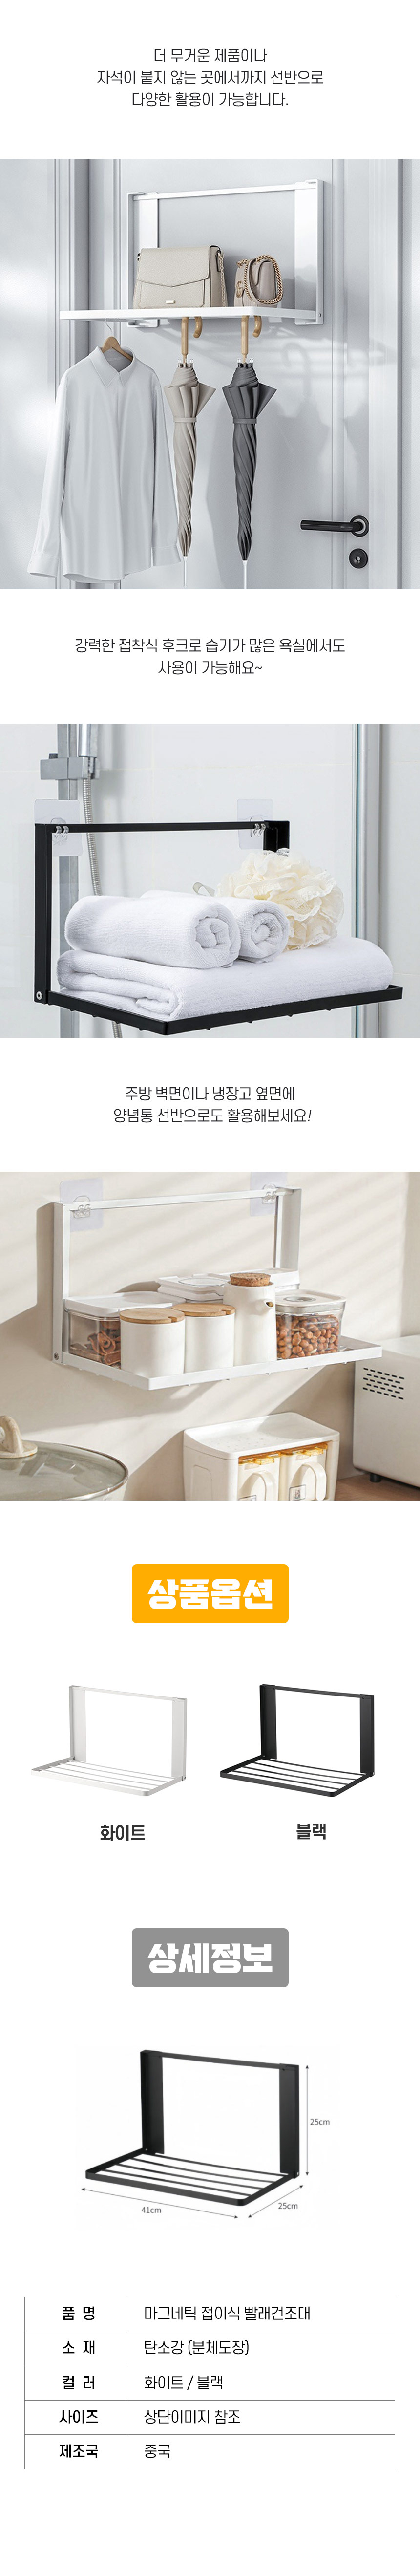 더 무거운 제품이나
자석이 붙지 않는 곳에서까지 선반으로
다양한 활용이 가능합니다.
강력한 접착식 후크로 습기가 많은 욕실에서도
사용이 가능해요~
주방 벽면이나 냉장고 옆면에
양념통 선반으로도 활용해보세요!
상품옵션
화이트
블랙
상세정보
25cm
41cm
25cm
품 명 마그네틱 접이식 빨래건조대
소 재 탄소강 (분체도장)
컬 러 화이트 / 블랙
사이즈 상단이미지 참조
제조국 중국